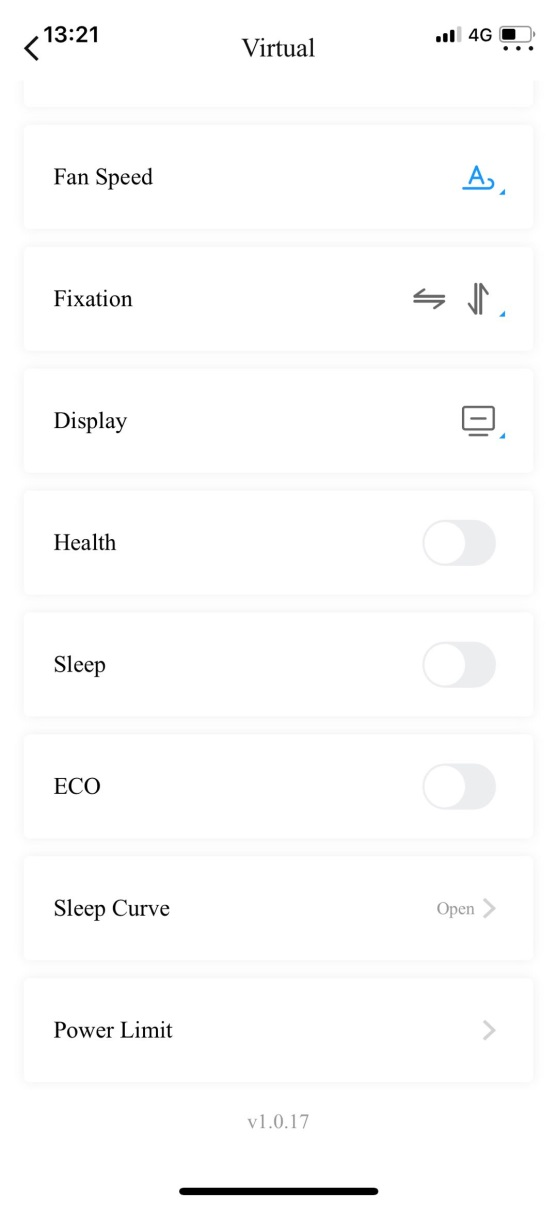 13:21
Virtual
4G
Fan Speed
A
Fixation
Display
Health
Sleep
ECO
Sleep Curve
Open
Power Limit
v1.0.17